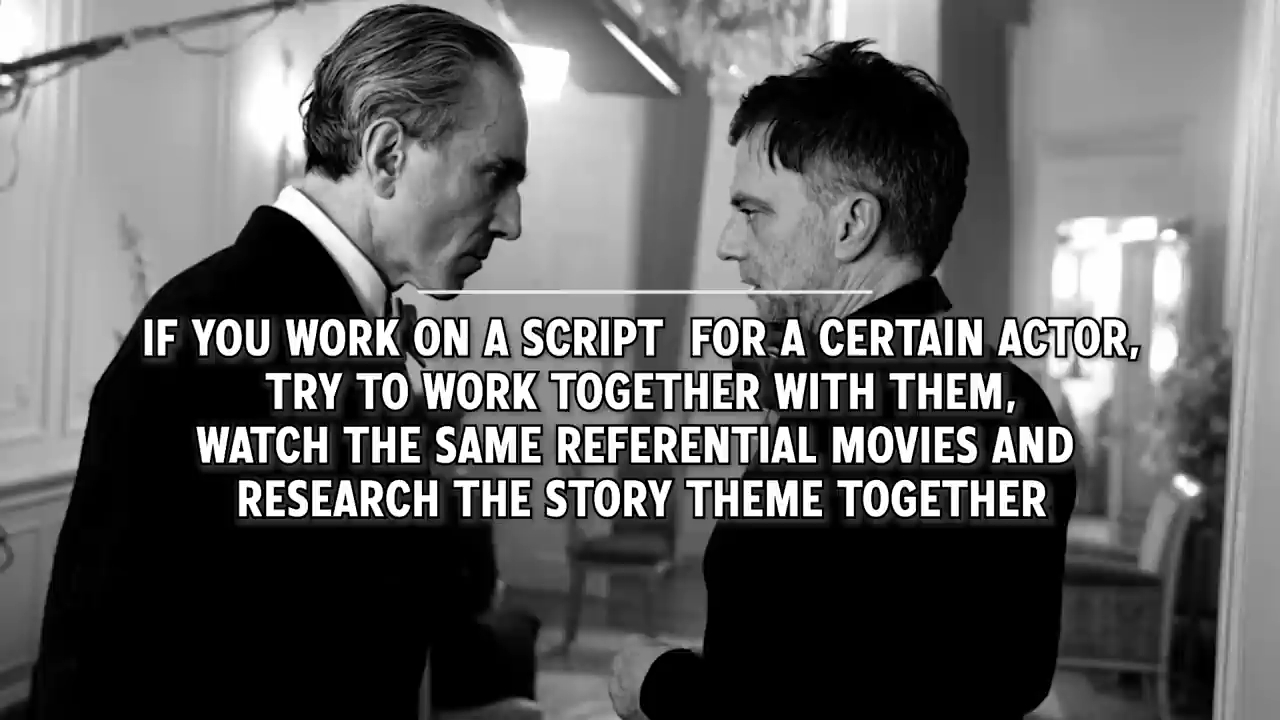 IF YOU WORK ON A SCRIPT  FOR A CERTAIN ACTOR,
TRY TO WORK TOGETHER WITH THEM,
WATCH THE SAME REFERENTIAL MOVIES AND
RESEARCH THE STORY THEME TOGETHER